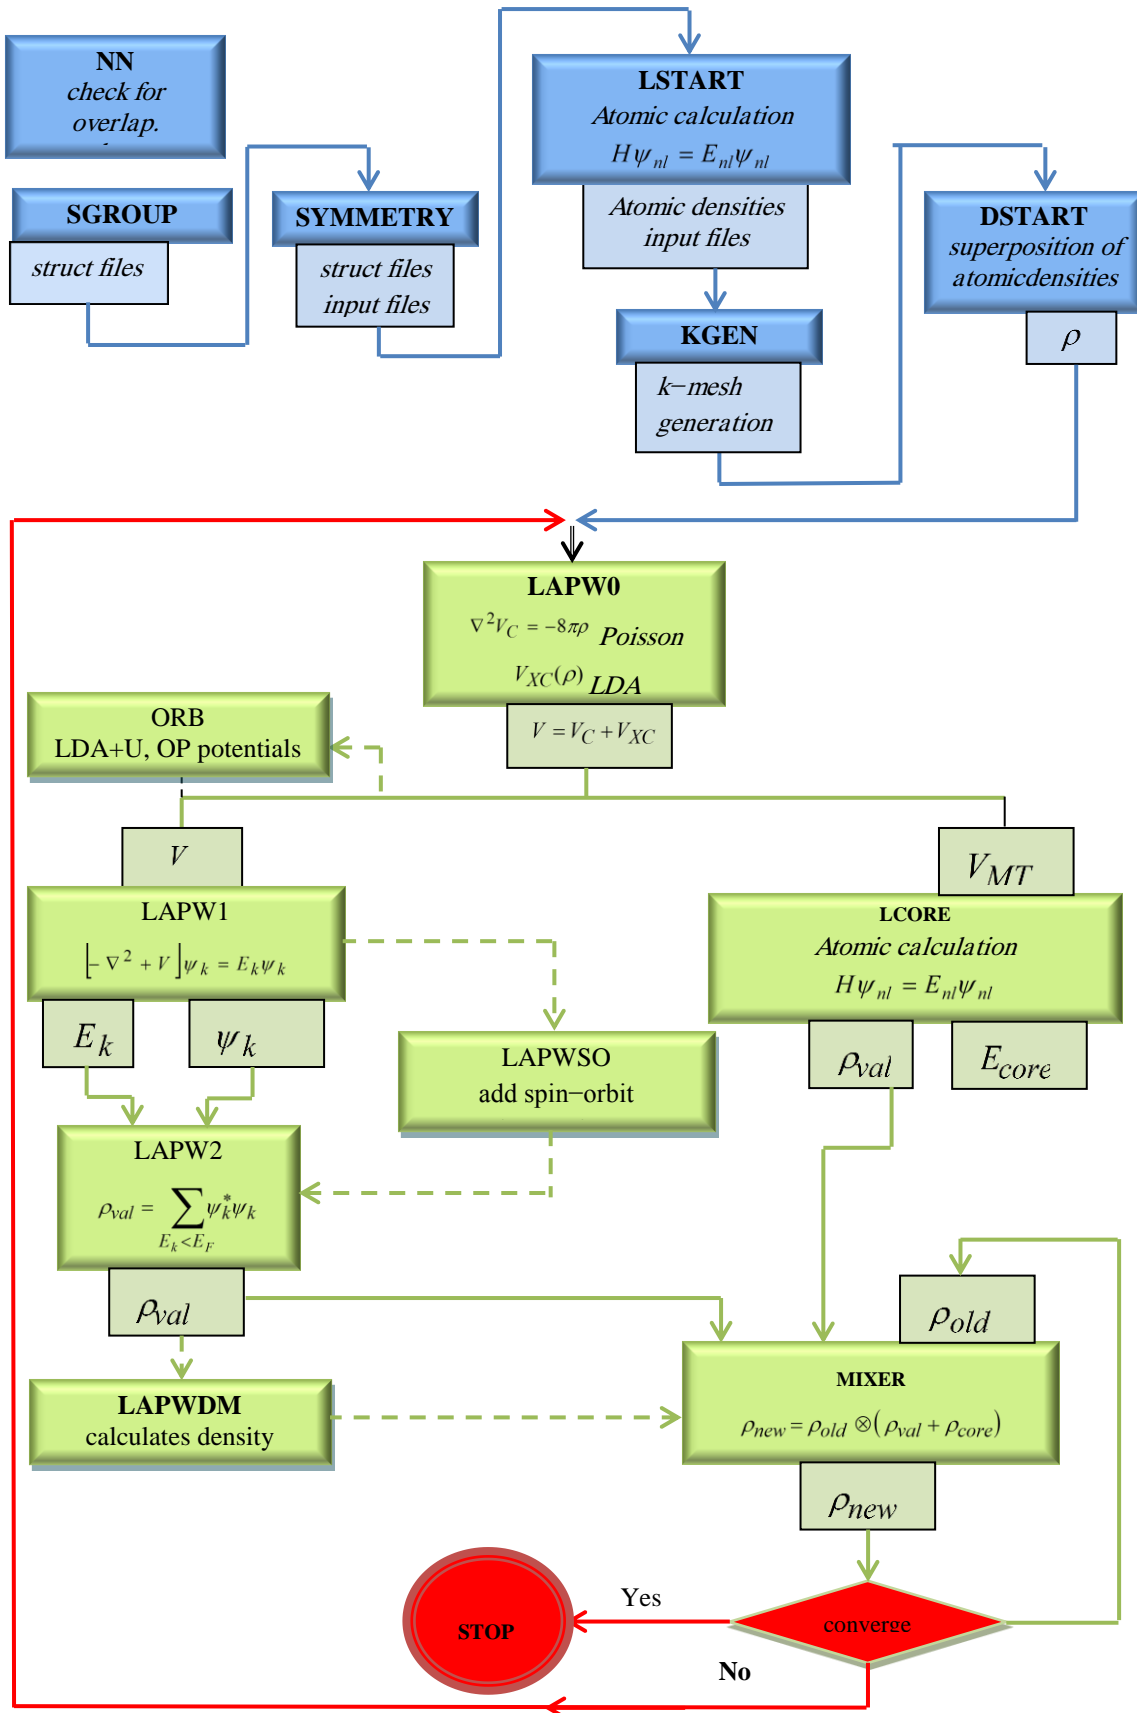 NN
check for
overlap.
SGROUP
struct files
SYMMETRY
struct files
input files
LSTART
Atomic calculation
Hψnl = Enlψnl
Atomic densities
input files
KGEN
k−mesh
generation
DSTART
superposition of
atomicdensities
ρ
LAPW0
∇²VC = −8πρ Poisson
VXC(ρ) LDA
V = VC + VXC
ORB
LDA+U, OP potentials
V
VMT
LAPW1
⌊−∇² + V⌋ψk = Ekψk
Ek
ψk
LCORE
Atomic calculation
Hψnl = Enlψnl
ρval
Ecore
LAPWSO
add spin−orbit
LAPW2
ρval = ∑ ψk*ψk
Ek<EF
ρval
ρold
LAPWDM
calculates density
MIXER
ρnew = ρold ⊗(ρval + ρcore)
ρnew
Yes
STOP
converge
No